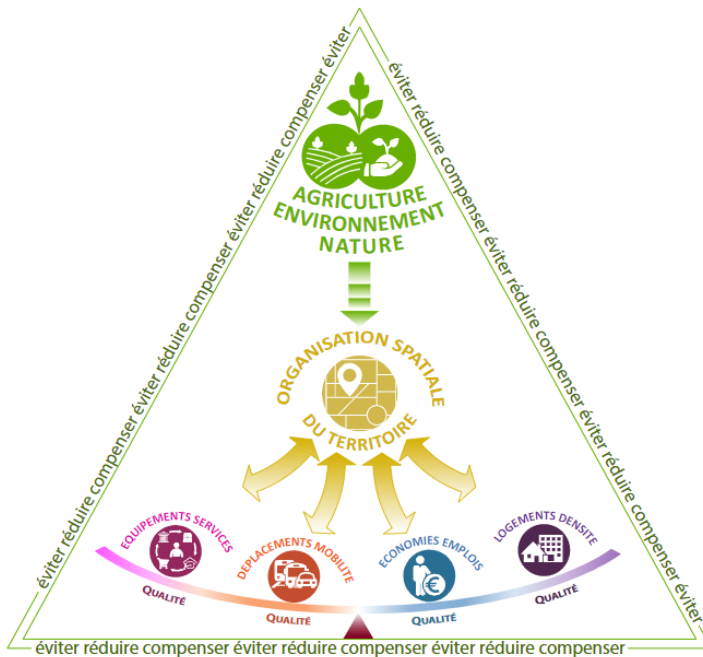 éviter réduire compenser éviter réduire compenser éviter réduire compenser éviter
éviter réduire compenser éviter réduire compenser éviter réduire compenser éviter
AGRICULTURE
ENVIRONNEMENT
NATURE
ORGANISATION SPATIALE
DU TERRITOIRE
EQUIPEMENTS SERVICES
DEPLACEMENTS MOBILITE
ECONOMIES EMPLOIS
LOGEMENTS DENSITE
QUALITÉ
QUALITÉ
QUALITÉ
QUALITÉ
éviter réduire compenser éviter réduire compenser éviter réduire compenser